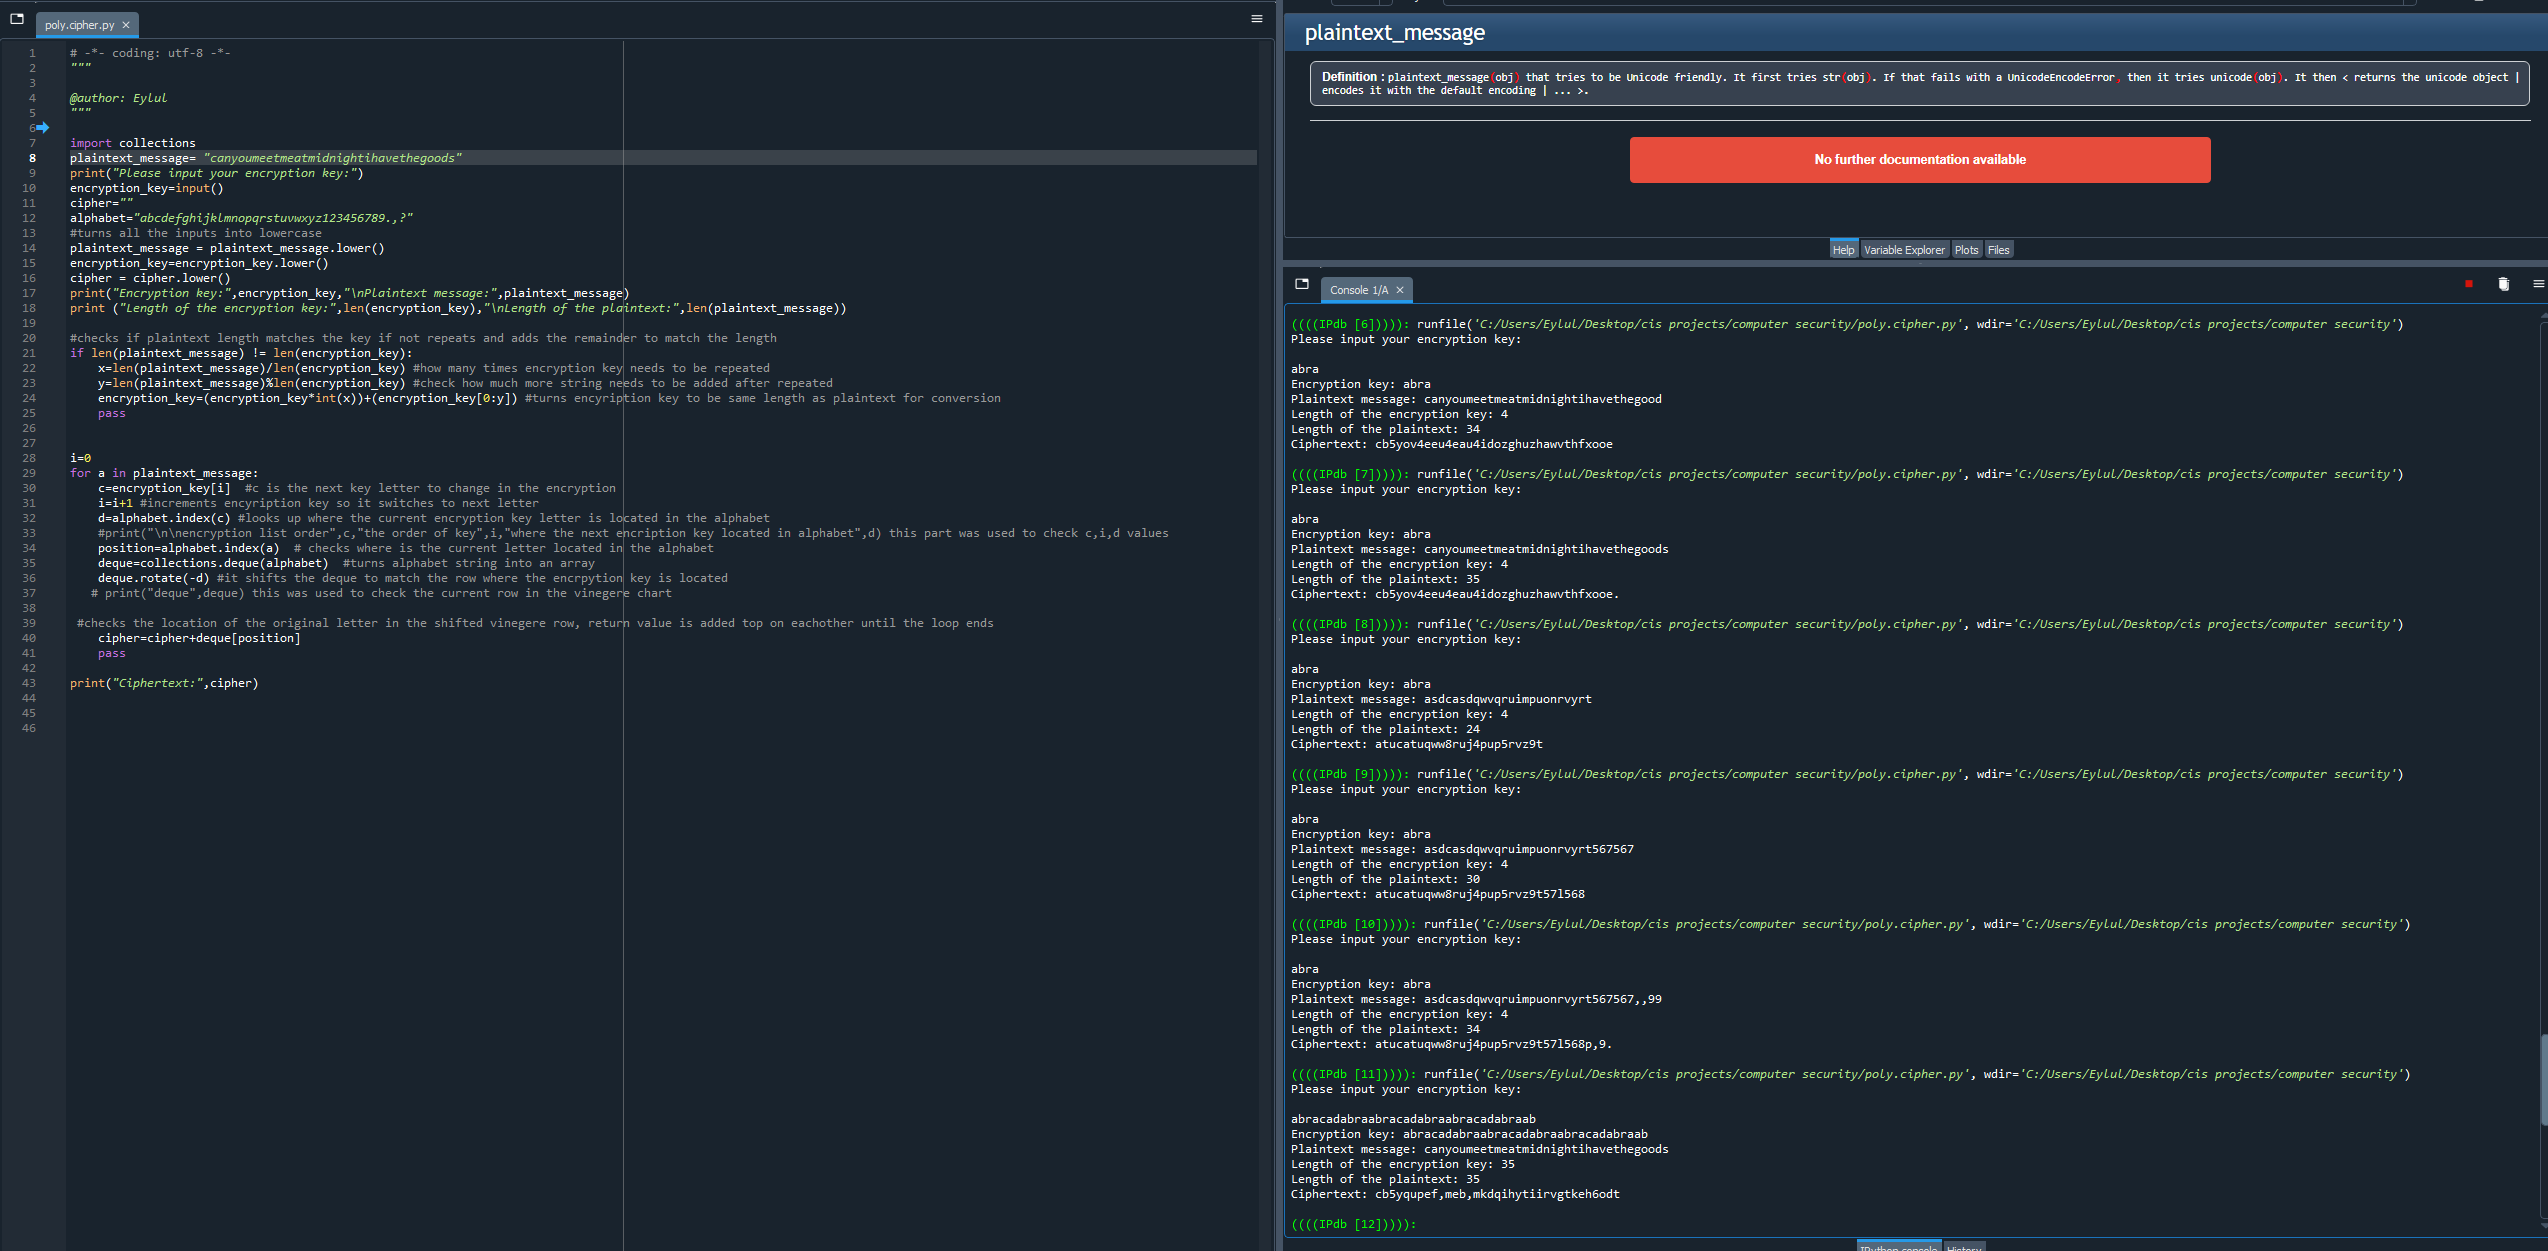 poly.cipher.py ×
1 # -*- coding: utf-8 -*-
2 """
3
4 @author: Eylul
5 """
6
7 import collections
8 plaintext_message= "canyoumeetmeatmidnightihavethegoods"
9 print("Please input your encryption key:")
10 encryption_key=input()
11 cipher=""
12 alphabet="abcdefghijklmnopqrstuvwxyz123456789.,?"
13 #turns all the inputs into lowercase
14 plaintext_message = plaintext_message.lower()
15 encryption_key=encryption_key.lower()
16 cipher = cipher.lower()
17 print("Encryption key:",encryption_key,"\nPlaintext message:",plaintext_message)
18 print ("Length of the encryption key:",len(encryption_key),"\nLength of the plaintext:",len(plaintext_message))
19
20 #checks if plaintext length matches the key if not repeats and adds the remainder to match the length
21 if len(plaintext_message) != len(encryption_key):
22 x=len(plaintext_message)/len(encryption_key) #how many times encryption key needs to be repeated
23 y=len(plaintext_message)%len(encryption_key) #check how much more string needs to be added after repeated
24 encryption_key=(encryption_key*int(x))+(encryption_key[0:y]) #turns encyription key to be same length as plaintext for conversion
25 pass
26
27
28 i=0
29 for a in plaintext_message:
30 c=encryption_key[i] #c is the next key letter to change in the encryption
31 i=i+1 #increments encyription key so it switches to next letter
32 d=alphabet.index(c) #looks up where the current encryption key letter is located in the alphabet
33 #print("\n\nencryption list order",c,"the order of key",i,"where the next encription key located in alphabet",d) this part was used to check c,i,d values
34 position=alphabet.index(a) # checks where is the current letter located in the alphabet
35 deque=collections.deque(alphabet) #turns alphabet string into an array
36 deque.rotate(-d) #it shifts the deque to match the row where the encrpytion key is located
37 # print("deque",deque) this was used to check the current row in the vinegere chart
38
39 #checks the location of the original letter in the shifted vinegere row, return value is added top on eachother until the loop ends
40 cipher=cipher+deque[position]
41 pass
42
43 print("Ciphertext:",cipher)
44
45
46
plaintext_message
Definition : plaintext_message(obj) that tries to be Unicode friendly. It first tries str(obj). If that fails with a UnicodeEncodeError, then it tries unicode(obj). It then < returns the unicode object |
encodes it with the default encoding | ... >.
No further documentation available
Help Variable Explorer Plots Files
Console 1/A ×
((((IPdb [6])))): runfile('C:/Users/Eylul/Desktop/cis projects/computer security/poly.cipher.py', wdir='C:/Users/Eylul/Desktop/cis projects/computer security')
Please input your encryption key:
abra
Encryption key: abra
Plaintext message: canyoumeetmeatmidnightihavethegood
Length of the encryption key: 4
Length of the plaintext: 34
Ciphertext: cb5yov4eeu4eau4idozghuzhawvthfxooe
((((IPdb [7])))): runfile('C:/Users/Eylul/Desktop/cis projects/computer security/poly.cipher.py', wdir='C:/Users/Eylul/Desktop/cis projects/computer security')
Please input your encryption key:
abra
Encryption key: abra
Plaintext message: canyoumeetmeatmidnightihavethegoods
Length of the encryption key: 4
Length of the plaintext: 35
Ciphertext: cb5yov4eeu4eau4idozghuzhawvthfxooe.
((((IPdb [8])))): runfile('C:/Users/Eylul/Desktop/cis projects/computer security/poly.cipher.py', wdir='C:/Users/Eylul/Desktop/cis projects/computer security')
Please input your encryption key:
abra
Encryption key: abra
Plaintext message: asdcasdqwvqruimpuonrvyrt
Length of the encryption key: 4
Length of the plaintext: 24
Ciphertext: atucatuqww8ruj4pup5rvz9t
((((IPdb [9])))): runfile('C:/Users/Eylul/Desktop/cis projects/computer security/poly.cipher.py', wdir='C:/Users/Eylul/Desktop/cis projects/computer security')
Please input your encryption key:
abra
Encryption key: abra
Plaintext message: asdcasdqwvqruimpuonrvyrt567567
Length of the encryption key: 4
Length of the plaintext: 30
Ciphertext: atucatuqww8ruj4pup5rvz9t57l568
((((IPdb [10])))): runfile('C:/Users/Eylul/Desktop/cis projects/computer security/poly.cipher.py', wdir='C:/Users/Eylul/Desktop/cis projects/computer security')
Please input your encryption key:
abra
Encryption key: abra
Plaintext message: asdcasdqwvqruimpuonrvyrt567567,,99
Length of the encryption key: 4
Length of the plaintext: 34
Ciphertext: atucatuqww8ruj4pup5rvz9t57l568p,9.
((((IPdb [11])))): runfile('C:/Users/Eylul/Desktop/cis projects/computer security/poly.cipher.py', wdir='C:/Users/Eylul/Desktop/cis projects/computer security')
Please input your encryption key:
abracadabraabracadabraabracadabraab
Encryption key: abracadabraabracadabraabracadabraab
Plaintext message: canyoumeetmeatmidnightihavethegoods
Length of the encryption key: 35
Length of the plaintext: 35
Ciphertext: cb5yqupef,meb,mkdqihytiirvgtkeh6odt
((((IPdb [12])))):
IPython console History